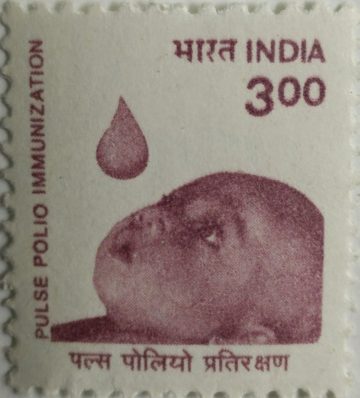 भारत INDIA
3.00
PULSE POLIO IMMUNIZATION
पल्स पोलियो प्रतिरक्षण